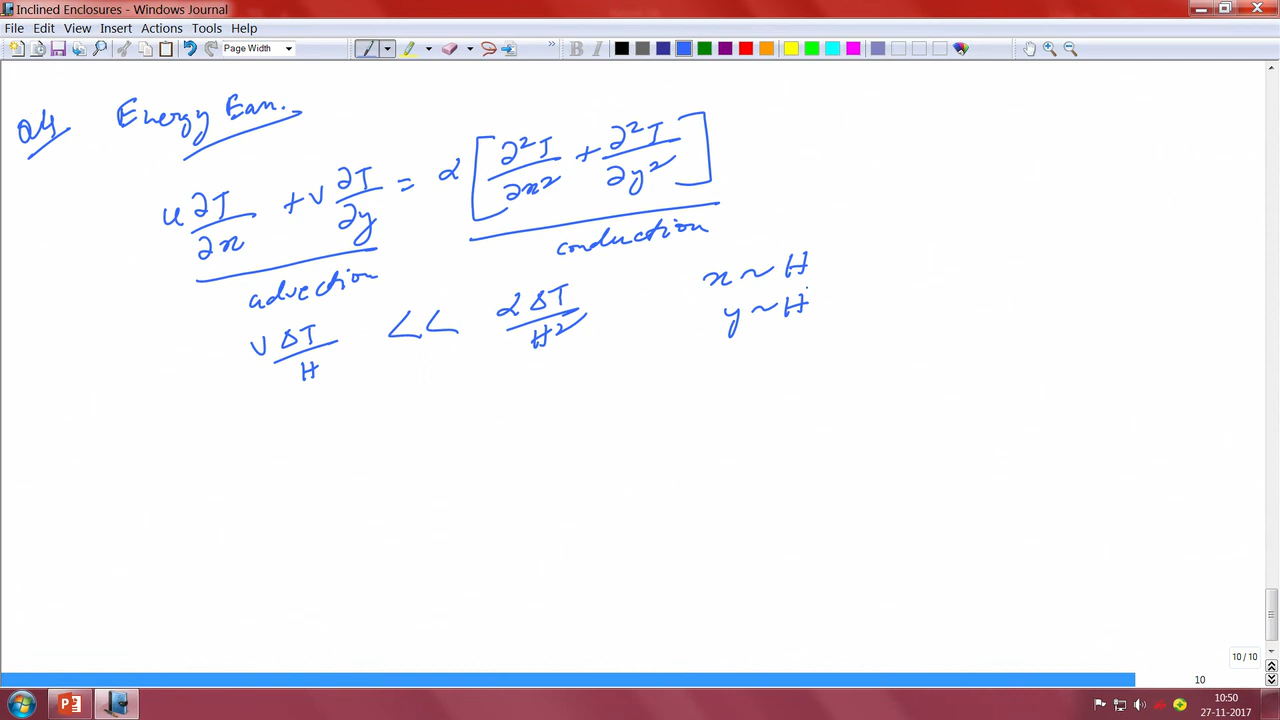 Inclined Enclosures - Windows Journal
File Edit View Insert Actions Tools Help
Page Width
Q4 Energy Eqn.
u ∂T/∂x + v ∂T/∂y = α [ ∂²T/∂x² + ∂²T/∂y² ]
advection conduction
v ΔT/H << α ΔT/H²
x ~ H
y ~ H
10 / 10
10
10:50
27-11-2017